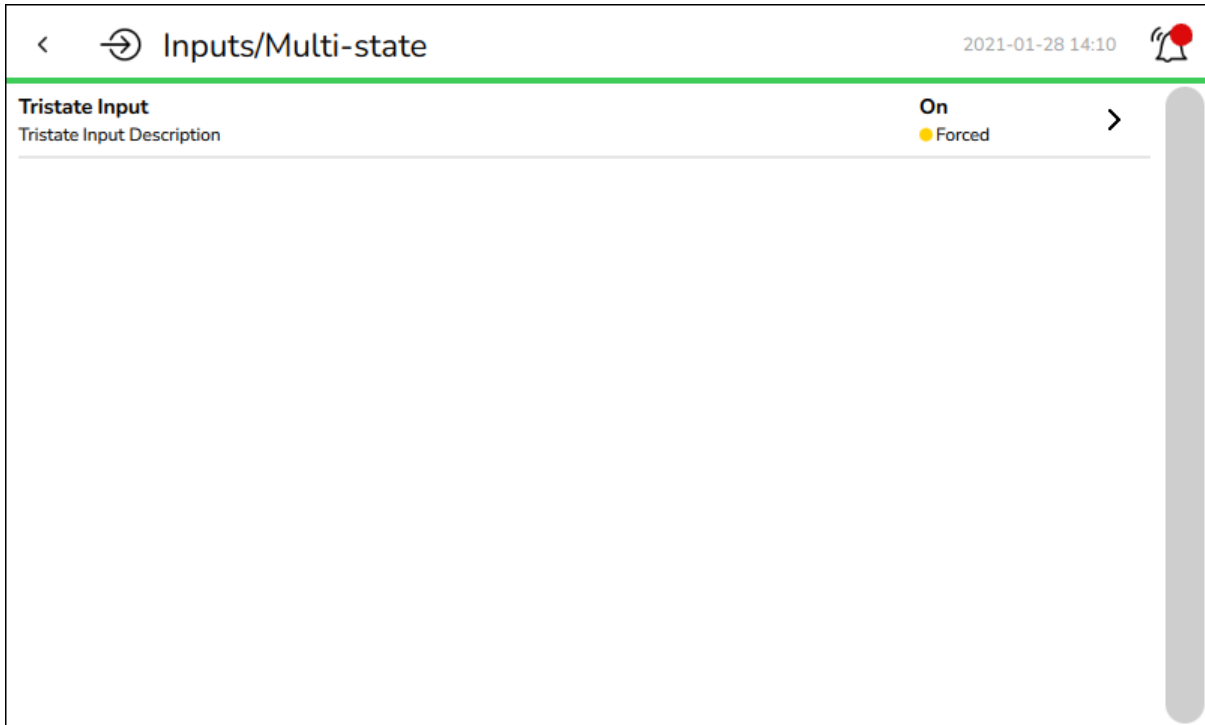 Inputs/Multi-state
2021-01-28 14:10
Tristate Input
On
Tristate Input Description
Forced